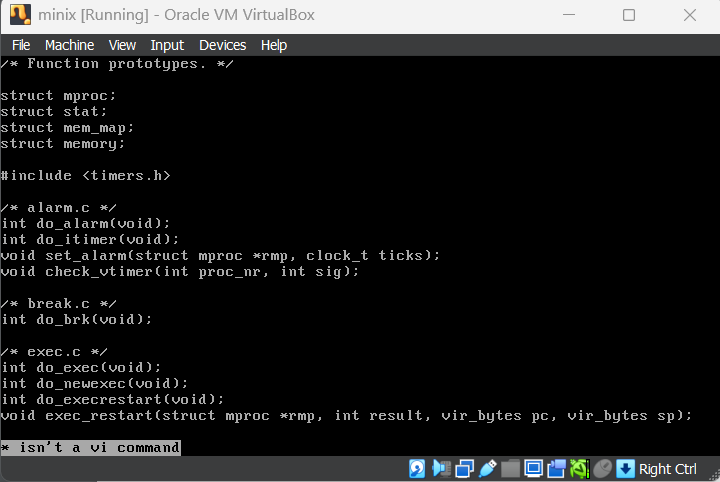 minix [Running] - Oracle VM VirtualBox
File Machine View Input Devices Help
/* Function prototypes. */
struct mproc;
struct stat;
struct mem_map;
struct memory;
#include <timers.h>
/* alarm.c */
int do_alarm(void);
int do_itimer(void);
void set_alarm(struct mproc *rmp, clock_t ticks);
void check_vtimer(int proc_nr, int sig);
/* break.c */
int do_brk(void);
/* exec.c */
int do_exec(void);
int do_newexec(void);
int do_execrestart(void);
void exec_restart(struct mproc *rmp, int result, vir_bytes pc, vir_bytes sp);
* isn't a vi command
Right Ctrl